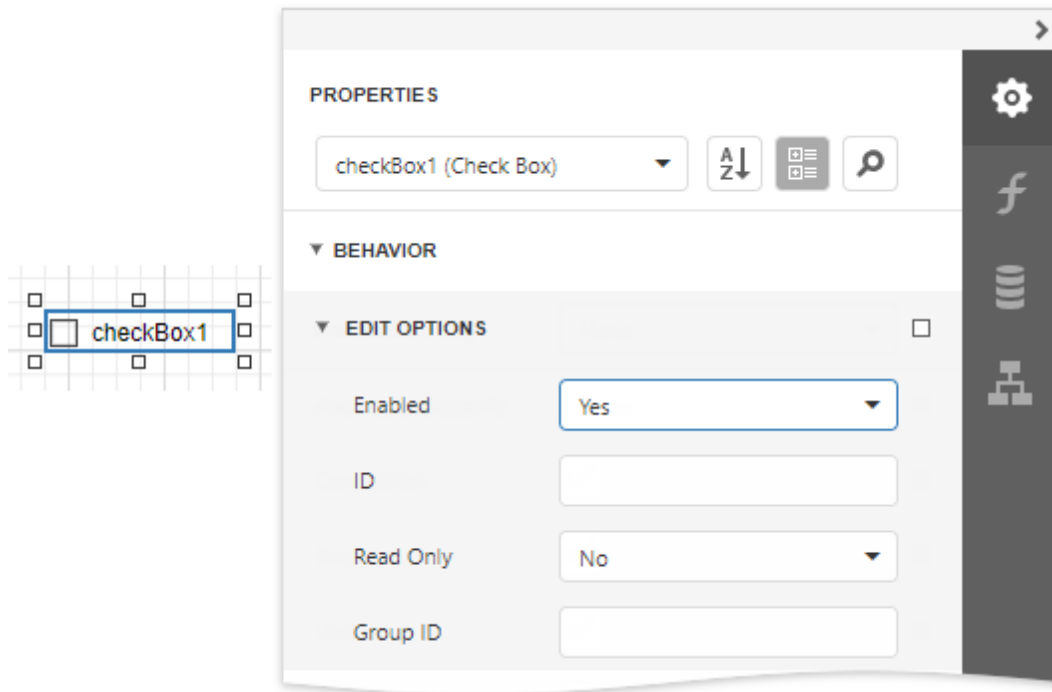 PROPERTIES
checkBox1 (Check Box)
A
Z
BEHAVIOR
checkBox1
EDIT OPTIONS
Enabled Yes
ID
Read Only No
Group ID